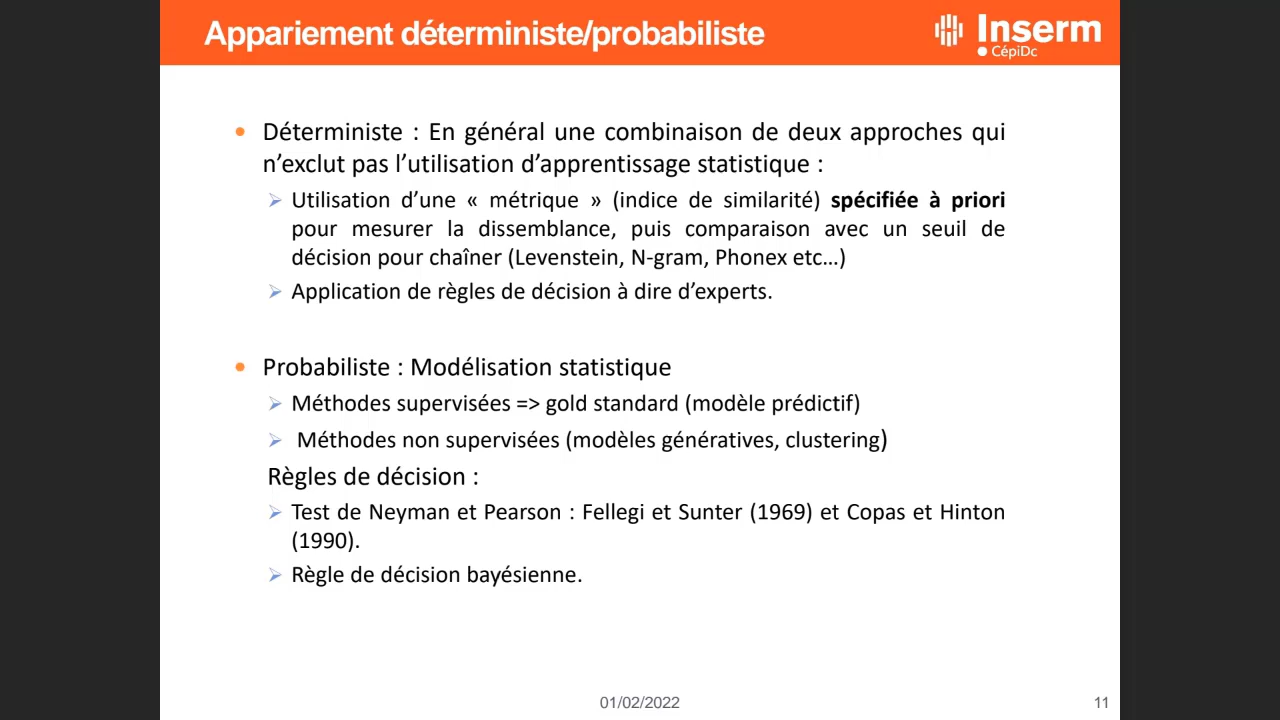 Appariement déterministe/probabiliste
Inserm
CépiDc
• Déterministe : En général une combinaison de deux approches qui
n’exclut pas l’utilisation d’apprentissage statistique :
➢ Utilisation d’une « métrique » (indice de similarité) spécifiée à priori
pour mesurer la dissemblance, puis comparaison avec un seuil de
décision pour chaîner (Levenstein, N-gram, Phonex etc…)
➢ Application de règles de décision à dire d’experts.
• Probabiliste : Modélisation statistique
➢ Méthodes supervisées => gold standard (modèle prédictif)
➢ Méthodes non supervisées (modèles génératives, clustering)
Règles de décision :
➢ Test de Neyman et Pearson : Fellegi et Sunter (1969) et Copas et Hinton
(1990).
➢ Règle de décision bayésienne.
01/02/2022
11